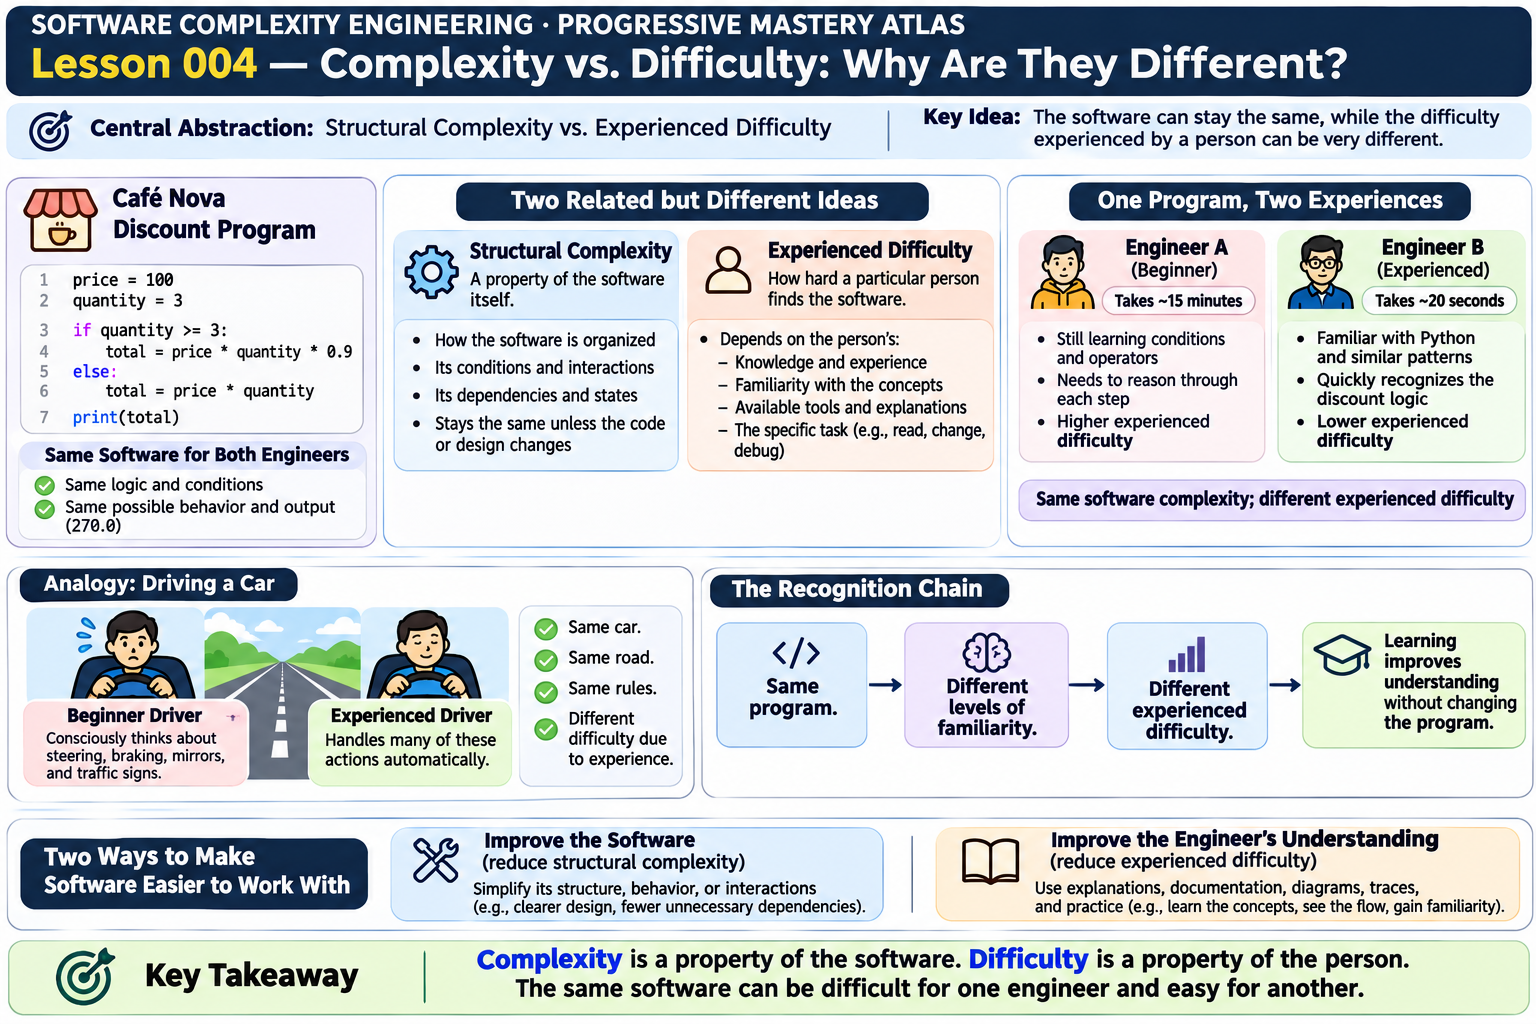 SOFTWARE COMPLEXITY ENGINEERING · PROGRESSIVE MASTERY ATLAS
Lesson 004 — Complexity vs. Difficulty: Why Are They Different?
Central Abstraction: Structural Complexity vs. Experienced Difficulty
Key Idea: The software can stay the same, while the difficulty
experienced by a person can be very different.
Café Nova
Discount Program
1 price = 100
2 quantity = 3
3 if quantity >= 3:
4 total = price * quantity * 0.9
5 else:
6 total = price * quantity
7 print(total)
Same Software for Both Engineers
Same logic and conditions
Same possible behavior and output
(270.0)
Two Related but Different Ideas
Structural Complexity
A property of the software
itself.
• How the software is organized
• Its conditions and interactions
• Its dependencies and states
• Stays the same unless the code
or design changes
Experienced Difficulty
How hard a particular person
finds the software.
• Depends on the person's:
– Knowledge and experience
– Familiarity with the concepts
– Available tools and explanations
– The specific task (e.g., read, change,
debug)
One Program, Two Experiences
Engineer A
(Beginner)
Takes ~15 minutes
• Still learning conditions
and operators
• Needs to reason through
each step
• Higher experienced
difficulty
Engineer B
(Experienced)
Takes ~20 seconds
• Familiar with Python
and similar patterns
• Quickly recognizes the
discount logic
• Lower experienced
difficulty
Same software complexity; different experienced difficulty
Analogy: Driving a Car
Beginner Driver
Consciously thinks about
steering, braking, mirrors,
and traffic signs.
Experienced Driver
Handles many of these
actions automatically.
Same car.
Same road.
Same rules.
Different
difficulty due
to experience.
The Recognition Chain
</>
Same
program.
Different
levels of
familiarity.
Different
experienced
difficulty.
Learning
improves
understanding
without changing
the program.
Two Ways to Make
Software Easier to Work With
Improve the Software
(reduce structural complexity)
Simplify its structure, behavior, or interactions
(e.g., clearer design, fewer unnecessary dependencies).
Improve the Engineer's Understanding
(reduce experienced difficulty)
Use explanations, documentation, diagrams, traces,
and practice (e.g., learn the concepts, see the flow, gain familiarity).
Key Takeaway
Complexity is a property of the software. Difficulty is a property of the person.
The same software can be difficult for one engineer and easy for another.